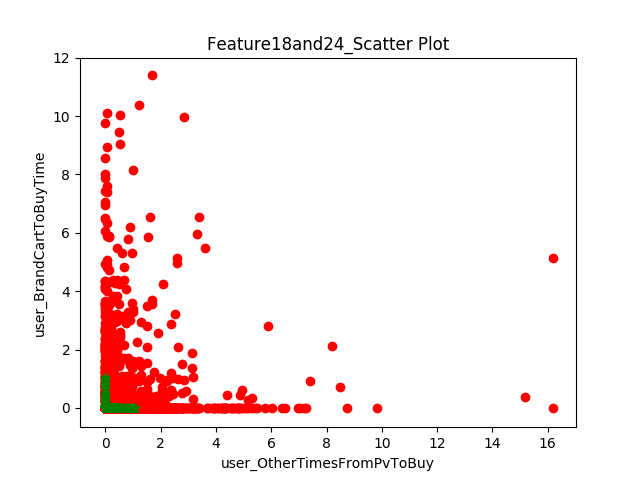 Feature18and24_Scatter Plot
12
10
8
6
4
2
0
user_BrandCartToBuyTime
0 2 4 6 8 10 12 14 16
user_OtherTimesFromPvToBuy